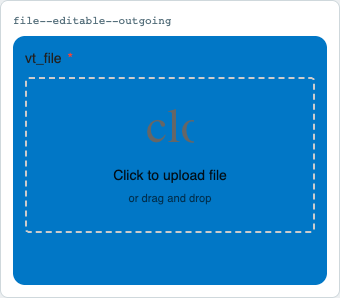 file--editable--outgoing
vt_file *
clo
Click to upload file
or drag and drop